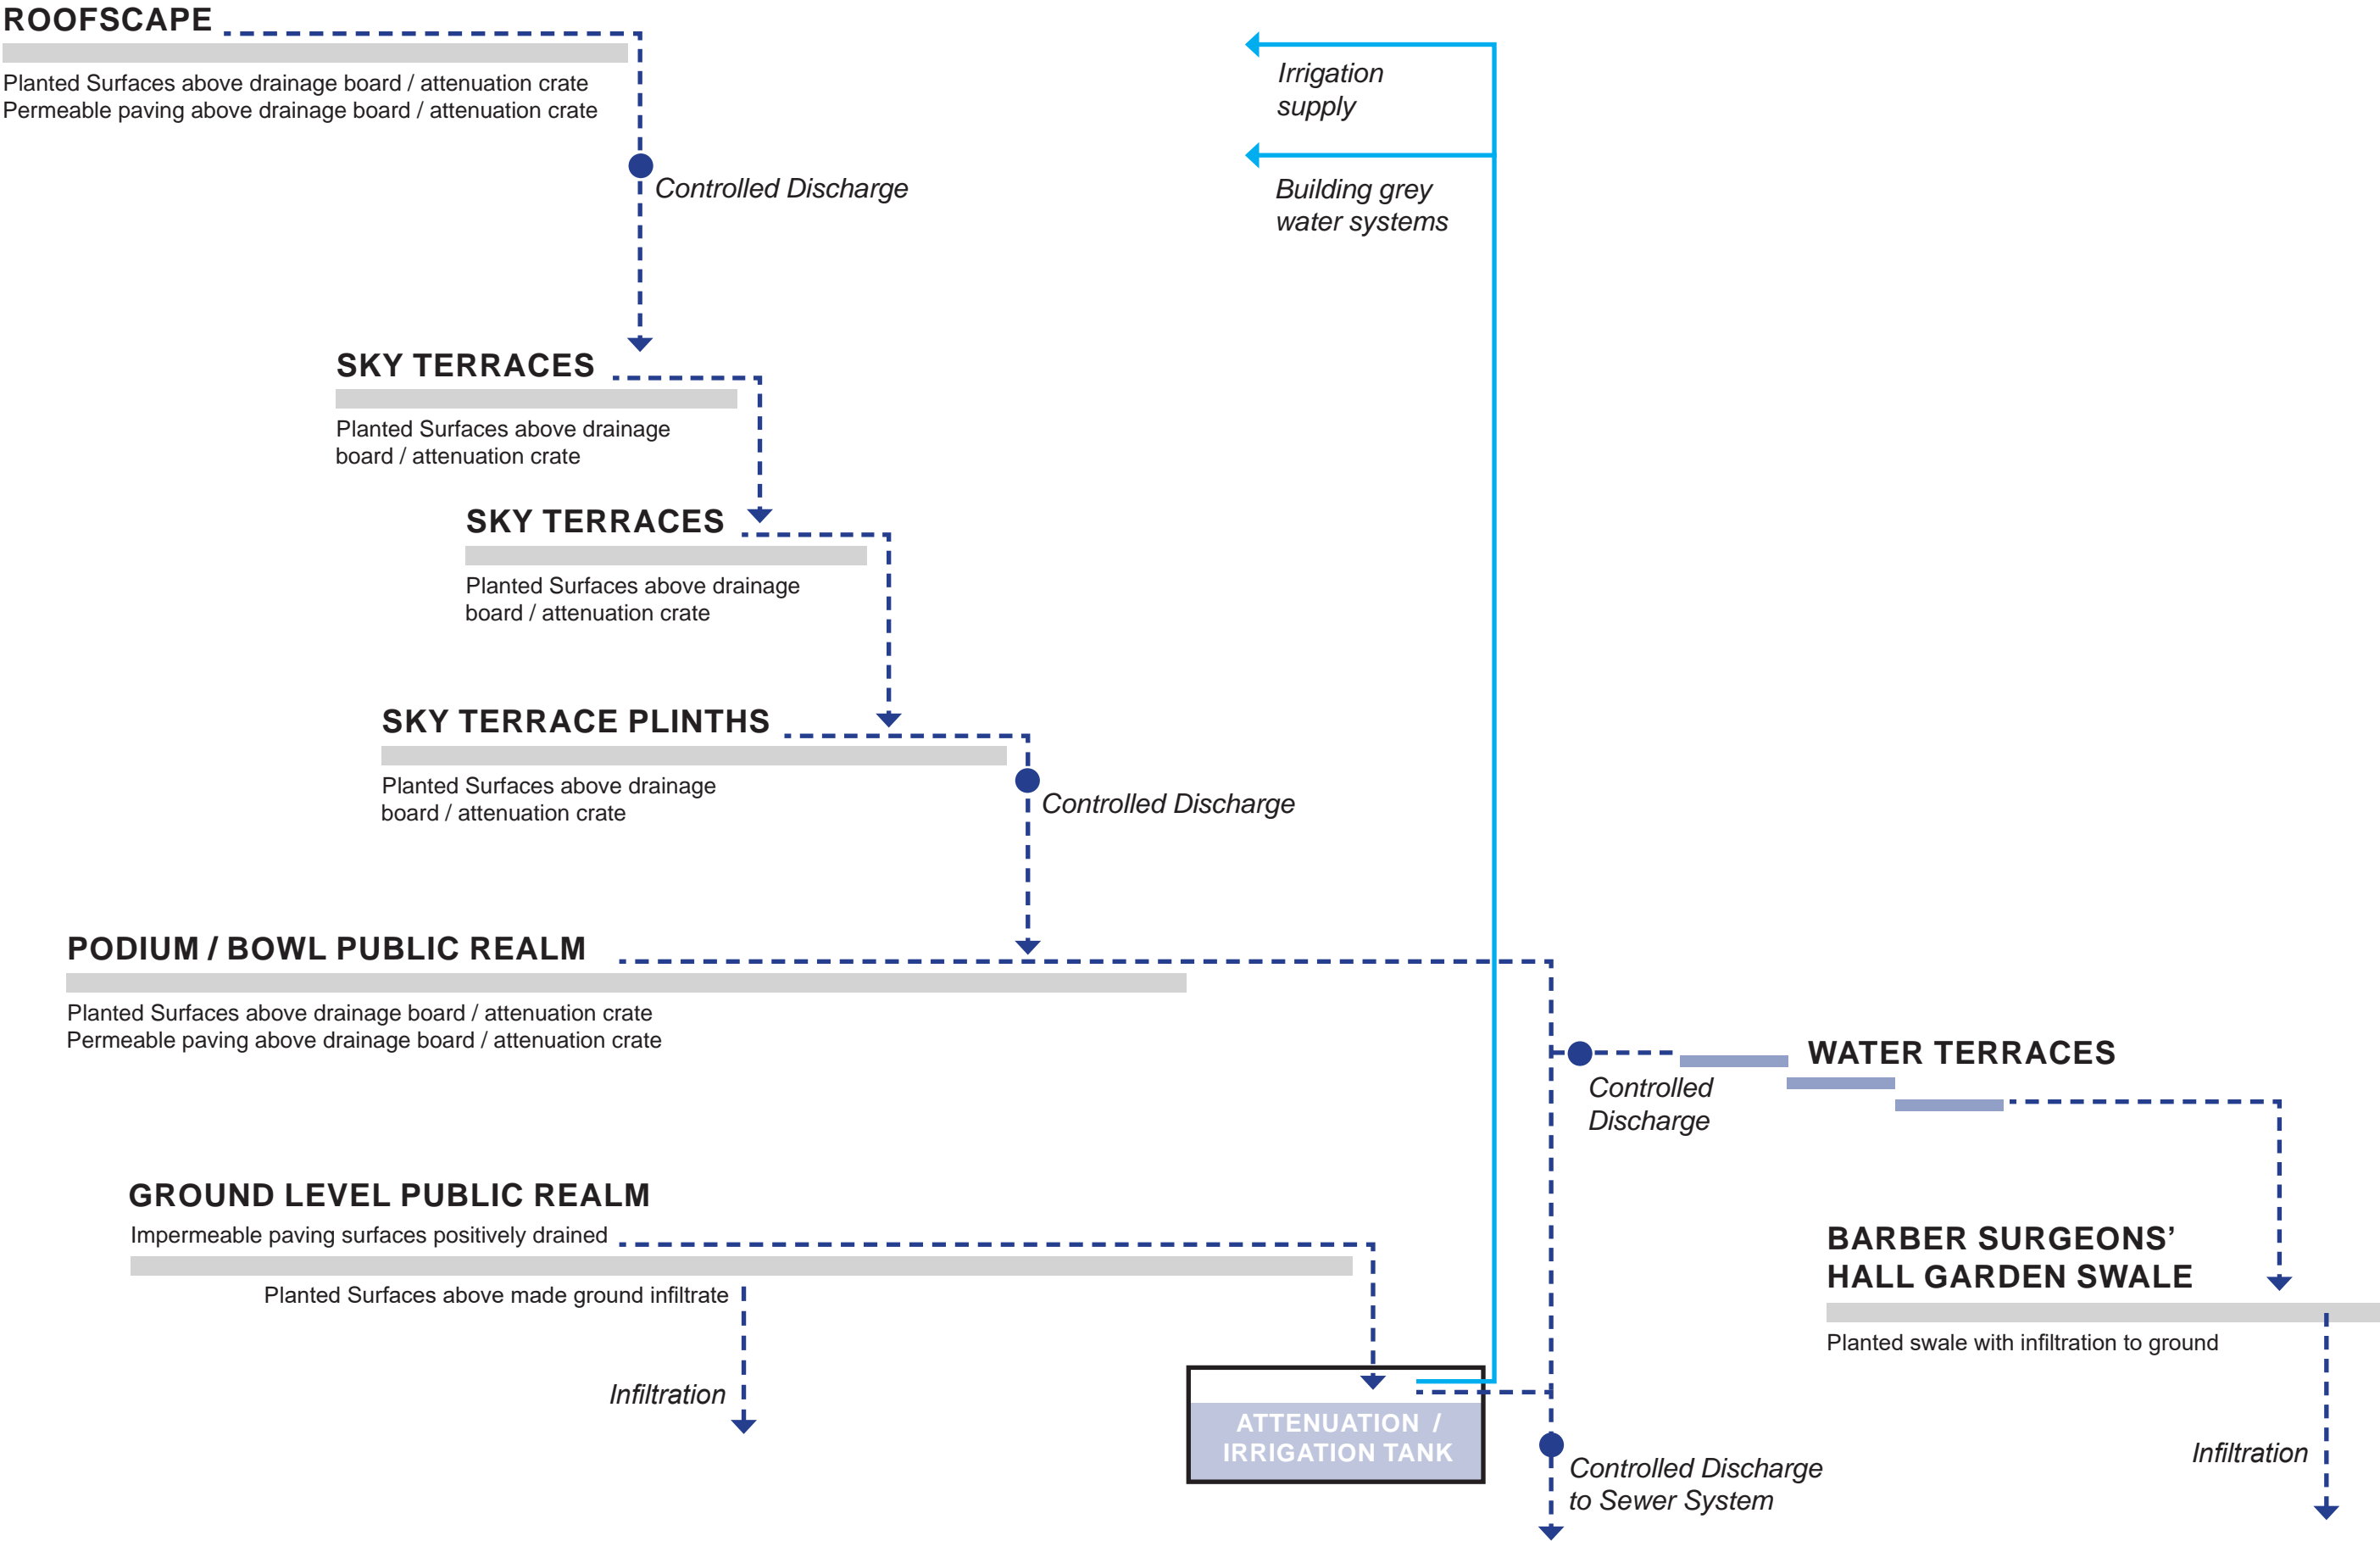 ROOFSCAPE
Planted Surfaces above drainage board / attenuation crate
Permeable paving above drainage board / attenuation crate
Irrigation
supply
Controlled Discharge
Building grey
water systems
SKY TERRACES
Planted Surfaces above drainage
board / attenuation crate
SKY TERRACES
Planted Surfaces above drainage
board / attenuation crate
SKY TERRACE PLINTHS
Planted Surfaces above drainage
board / attenuation crate
Controlled Discharge
PODIUM / BOWL PUBLIC REALM
Planted Surfaces above drainage board / attenuation crate
Permeable paving above drainage board / attenuation crate
WATER TERRACES
Controlled
Discharge
GROUND LEVEL PUBLIC REALM
Impermeable paving surfaces positively drained
Planted Surfaces above made ground infiltrate
Infiltration
BARBER SURGEONS’
HALL GARDEN SWALE
Planted swale with infiltration to ground
ATTENUATION /
IRRIGATION TANK
Controlled Discharge
to Sewer System
Infiltration